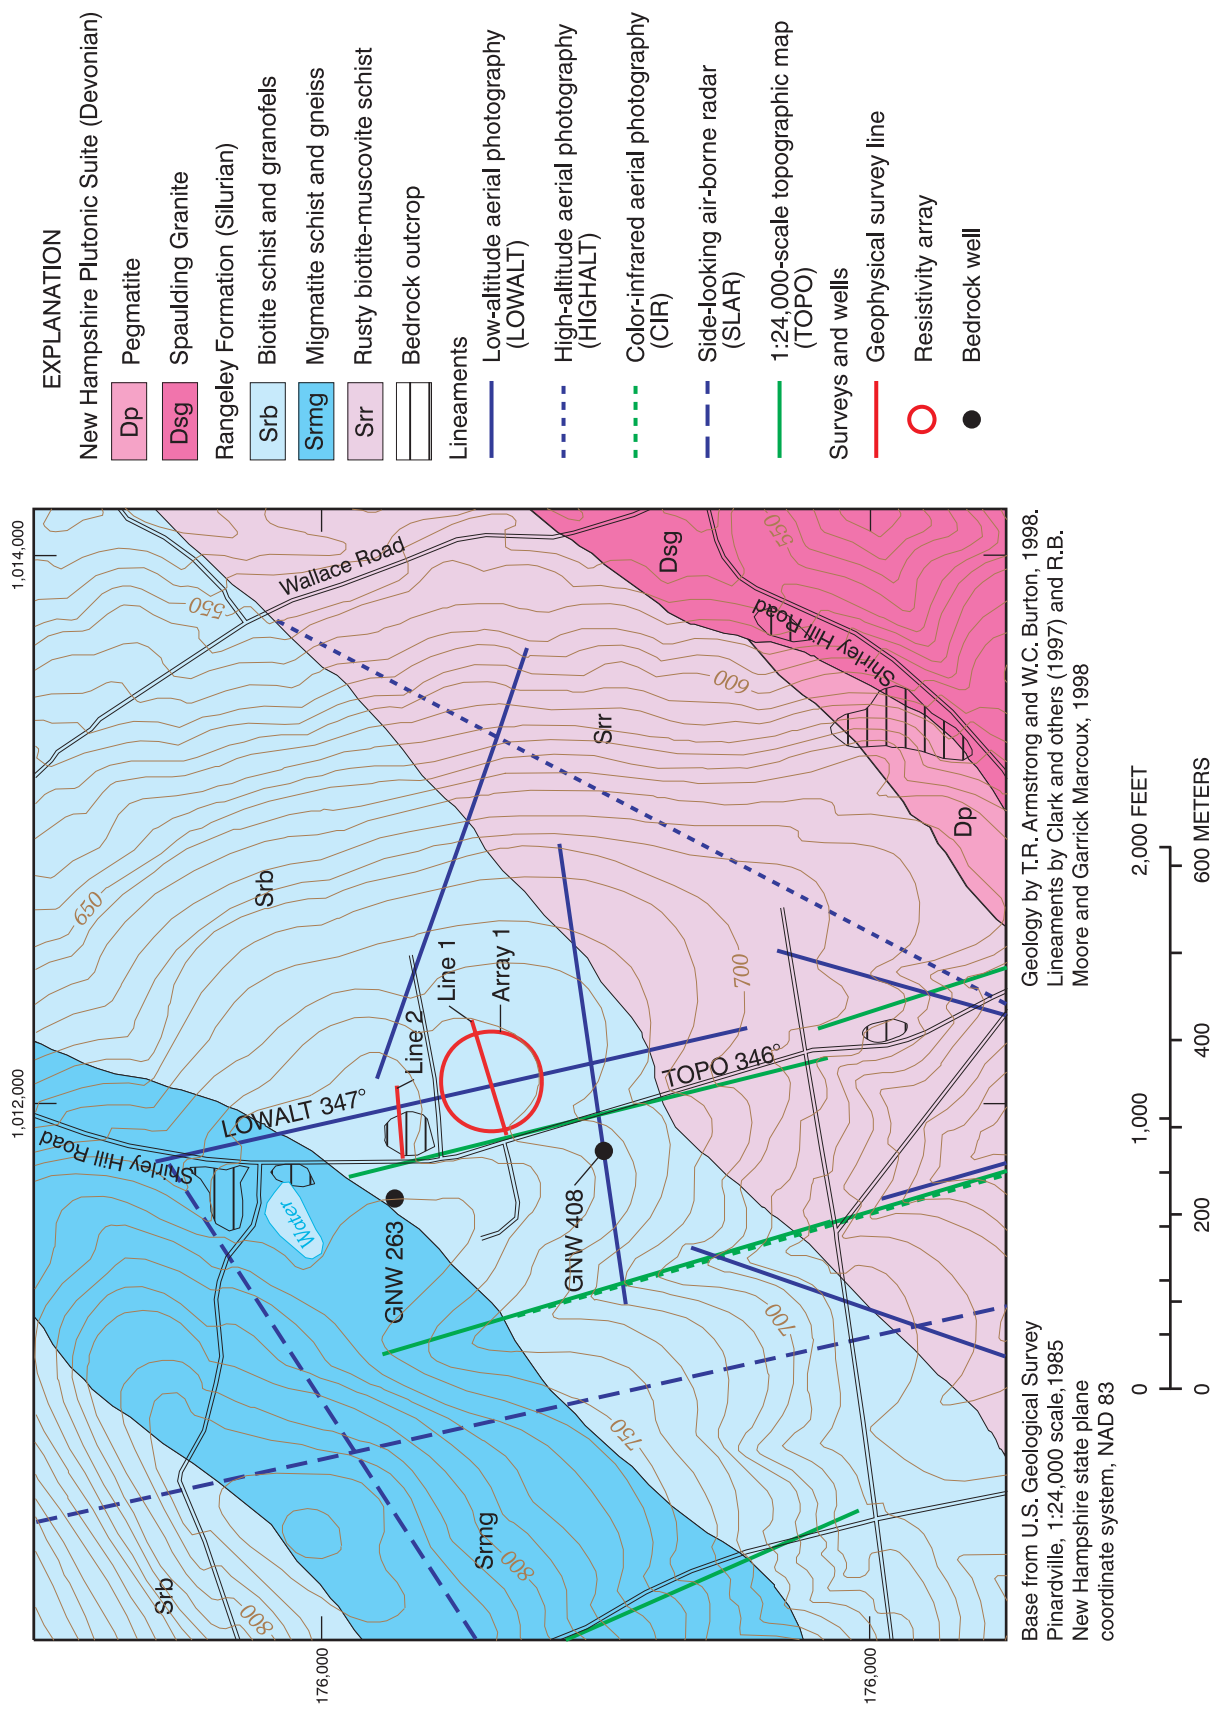 EXPLANATION
New Hampshire Plutonic Suite (Devonian)
Dp Pegmatite
Dsg Spaulding Granite
Rangeley Formation (Silurian)
Srb Biotite schist and granofels
Srmg Migmatite schist and gneiss
Srr Rusty biotite-muscovite schist
Bedrock outcrop
Lineaments
Low-altitude aerial photography
(LOWALT)
High-altitude aerial photography
(HIGHALT)
Color-infrared aerial photography
(CIR)
Side-looking air-borne radar
(SLAR)
1:24,000-scale topographic map
(TOPO)
Surveys and wells
Geophysical survey line
Resistivity array
Bedrock well
1,012,000
1,014,000
Shirley Hill Road
Srb
800
650
Srb
550
Wallace Road
LOWALT 347°
Water
GNW 263
Line 2
Line 1
Array 1
Srmg
800
GNW 408
Srr
750
TOPO 346°
700
700
600
Dsg
550
Shirley Hill Road
Dp
176,000
176,000
Base from U.S. Geological Survey
Pinardville, 1:24,000 scale,1985
New Hampshire state plane
coordinate system, NAD 83
Geology by T.R. Armstrong and W.C. Burton, 1998.
Lineaments by Clark and others (1997) and R.B.
Moore and Garrick Marcoux, 1998
0 1,000 2,000 FEET
0 200 400 600 METERS